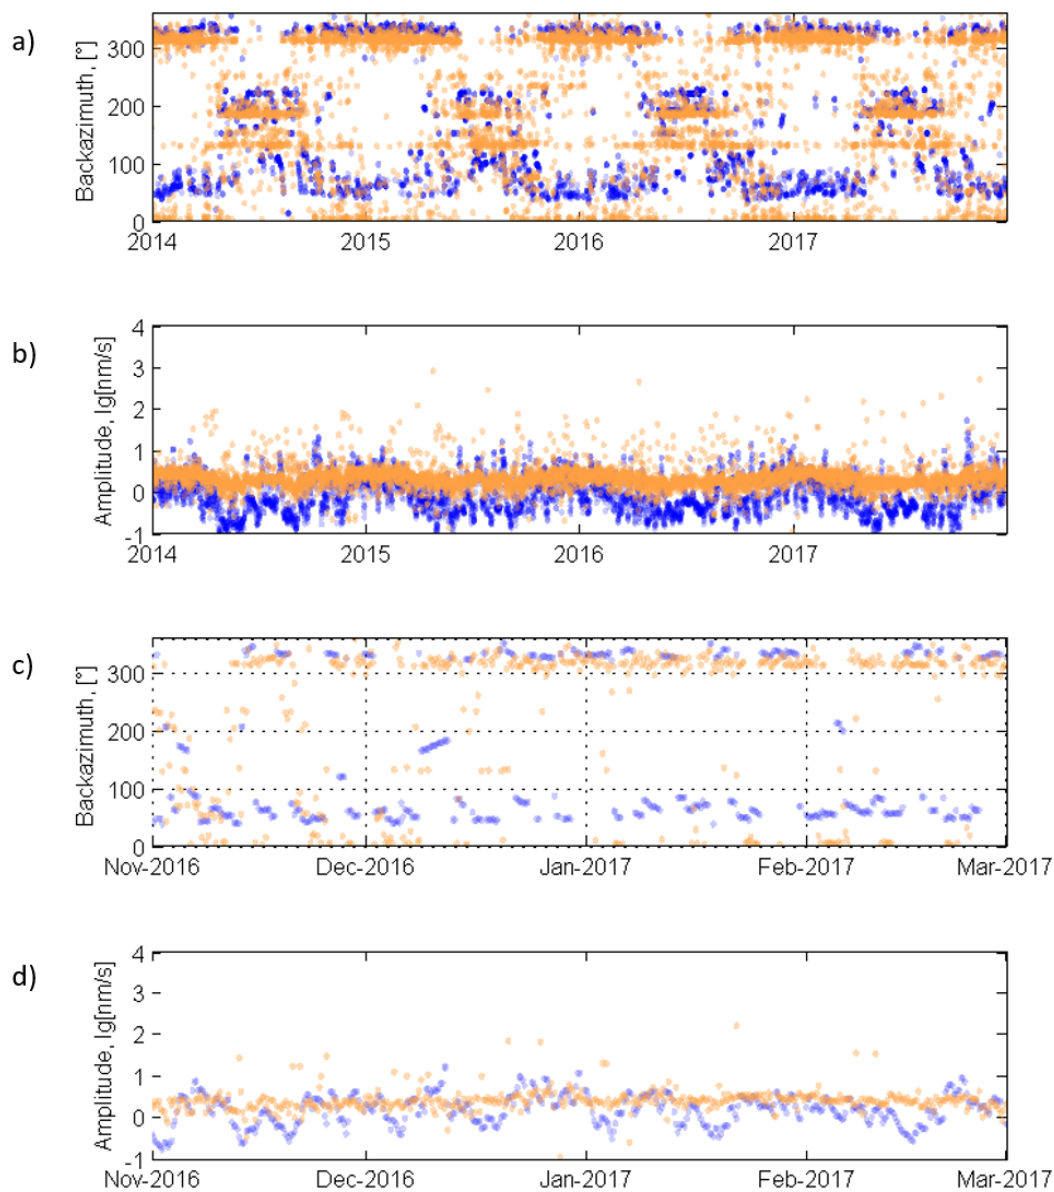 a)
Backazimuth, [°]
300
200
100
0
2014 2015 2016 2017
b)
Amplitude, lg[nm/s]
4
3
2
1
0
-1
2014 2015 2016 2017
c)
Backazimuth, [°]
300
200
100
0
Nov-2016 Dec-2016 Jan-2017 Feb-2017 Mar-2017
d)
Amplitude, lg[nm/s]
4
3
2
1
0
-1
Nov-2016 Dec-2016 Jan-2017 Feb-2017 Mar-2017